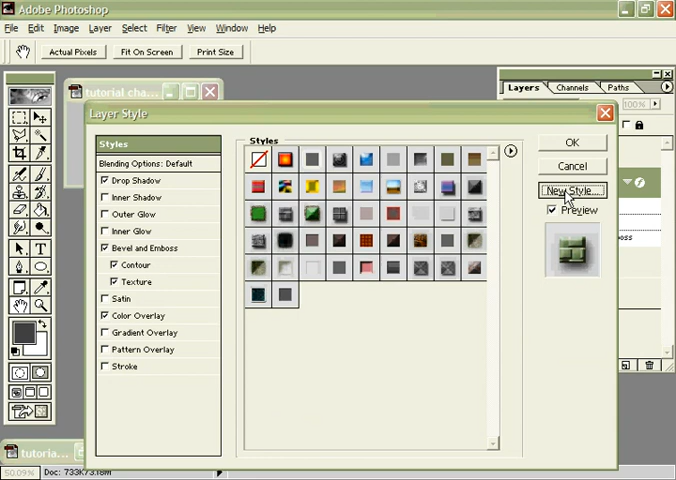 Adobe Photoshop
File Edit Image Layer Select Filter View Window Help
Actual Pixels Fit On Screen Print Size
tutorial cha...
Layers Channels Paths
100%
Layer Style
Styles
Blending Options: Default
Drop Shadow
Inner Shadow
Outer Glow
Inner Glow
Bevel and Emboss
Contour
Texture
Satin
Color Overlay
Gradient Overlay
Pattern Overlay
Stroke
Styles
OK
Cancel
New Style...
Preview
boss
tutoria...
50.09% Doc: 733K/73.18M